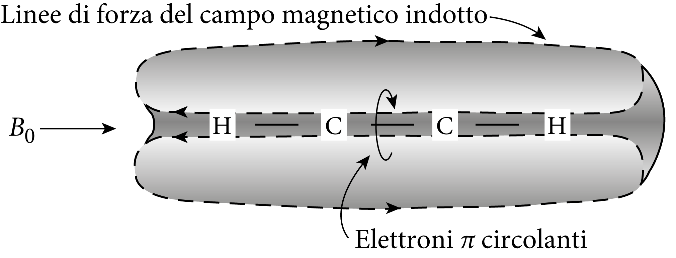 Linee di forza del campo magnetico indotto
B₀
H — C — C — H
Elettroni π circolanti